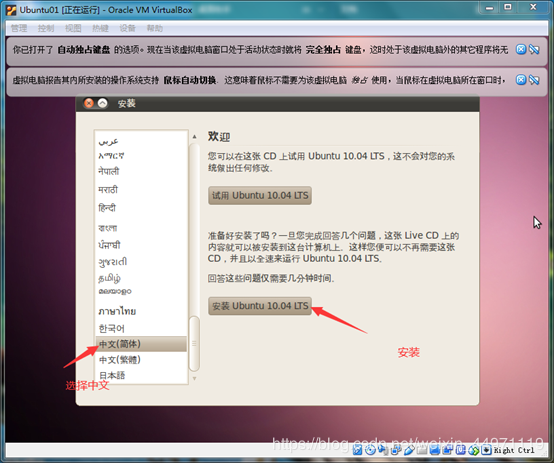 Ubuntu01 [正在运行] - Oracle VM VirtualBox
管理 控制 视图 热键 设备 帮助
你已打开了 自动独占键盘 的选项。现在当该虚拟电脑窗口处于活动状态时就将 完全独占 键盘，这时处于该虚拟电脑外的其它程序将无
虚拟电脑报告其内所安装的操作系统支持 鼠标自动切换。这意味着鼠标不需要为该虚拟电脑 独占 使用，当鼠标在虚拟电脑所在窗口时，
安装
عربي
አማርኛ
नेपाली
मराठी
हिन्दी
বাংলা
ਪੰਜਾਬੀ
ગુજરાતી
தமிழ்
മലയാളം
ภาษาไทย
한국어
中文(简体)
中文(繁體)
日本語
选择中文
欢迎
您可以在这张 CD 上试用 Ubuntu 10.04 LTS，这不会对您的系
统做出任何修改。
试用 Ubuntu 10.04 LTS
准备好安装了吗？一旦您完成回答几个问题，这张 Live CD 上的
内容就可以被安装到这台计算机上。这样您便可以不再需要这张
CD，并且以全速来运行 Ubuntu 10.04 LTS。
回答这些问题仅需要几分钟时间。
安装 Ubuntu 10.04 LTS
安装
https://blog.csdn.net/weixin_44971119
Right Ctrl